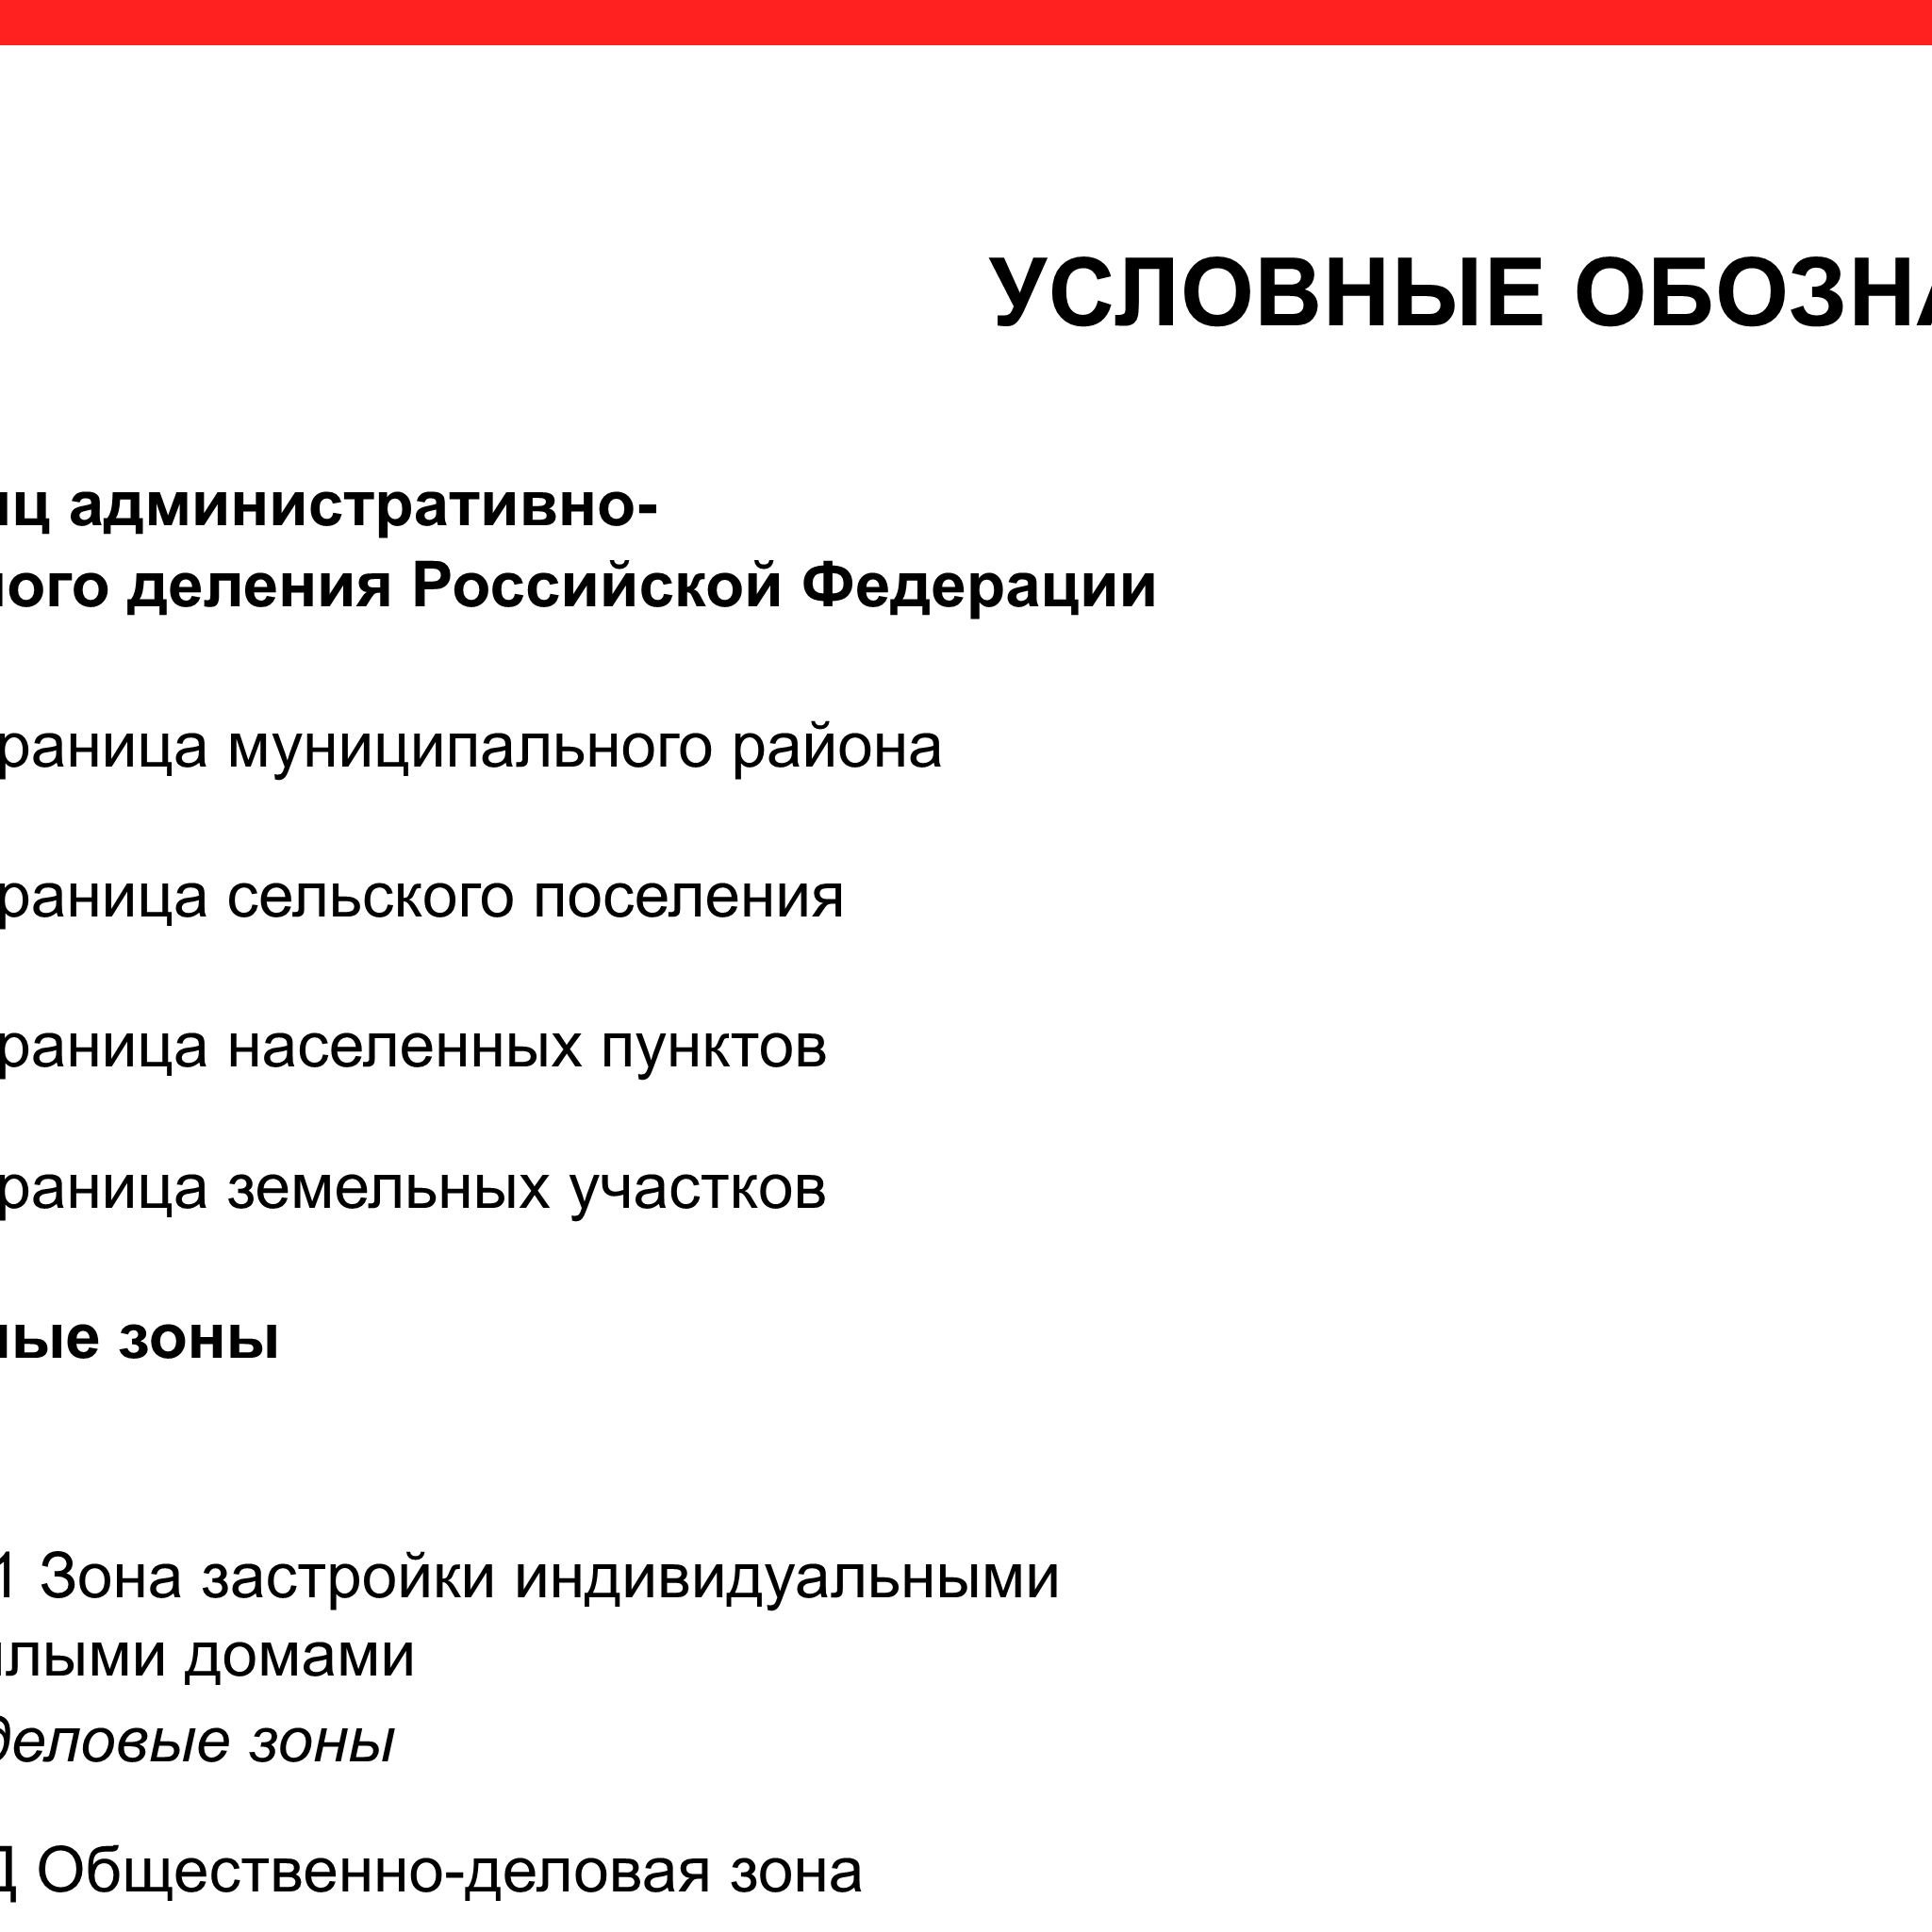 УСЛОВНЫЕ ОБОЗНА
иц административно-
ного деления Российской Федерации
раница муниципального района
раница сельского поселения
раница населенных пунктов
раница земельных участков
ные зоны
1 Зона застройки индивидуальными
илыми домами
деловые зоны
Д Общественно-деловая зона